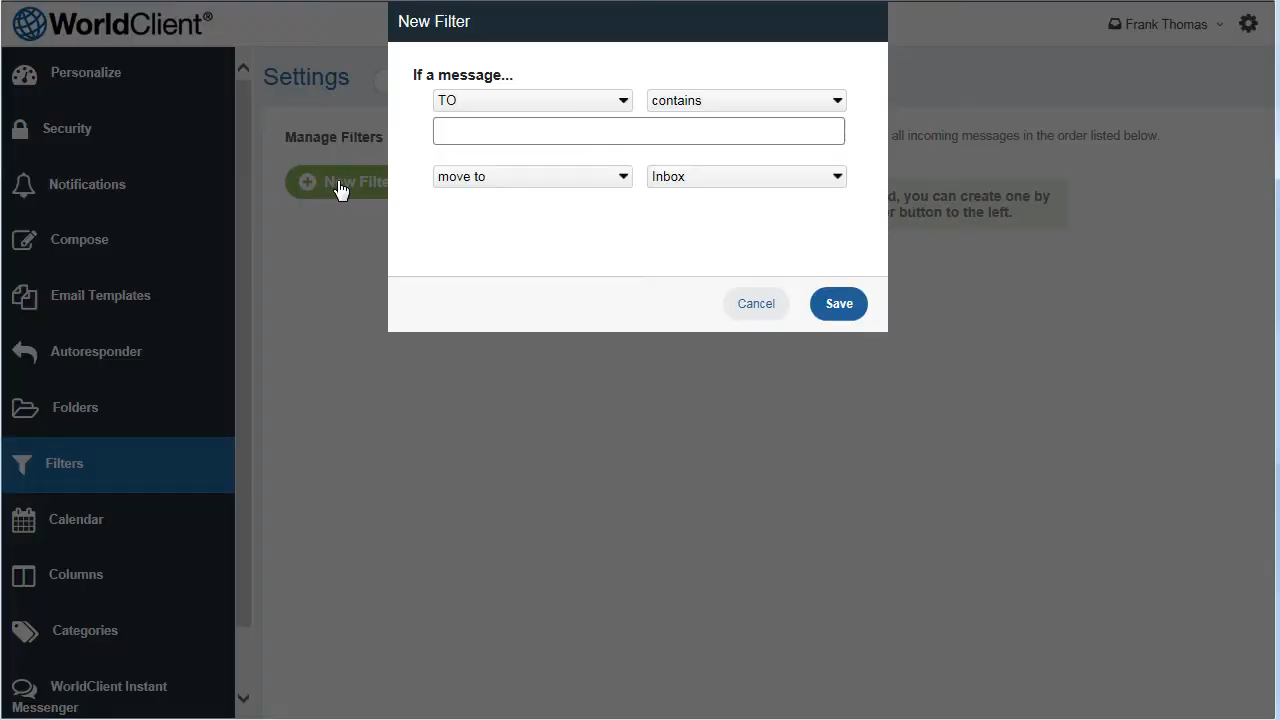 WorldClient®
Frank Thomas
Personalize
Security
Notifications
Compose
Email Templates
Autoresponder
Folders
Filters
Calendar
Columns
Categories
WorldClient Instant
Messenger
Settings
Manage Filters
all incoming messages in the order listed below.
New Filte
d, you can create one by
r button to the left.
New Filter
If a message...
TO
contains
move to
Inbox
Cancel
Save